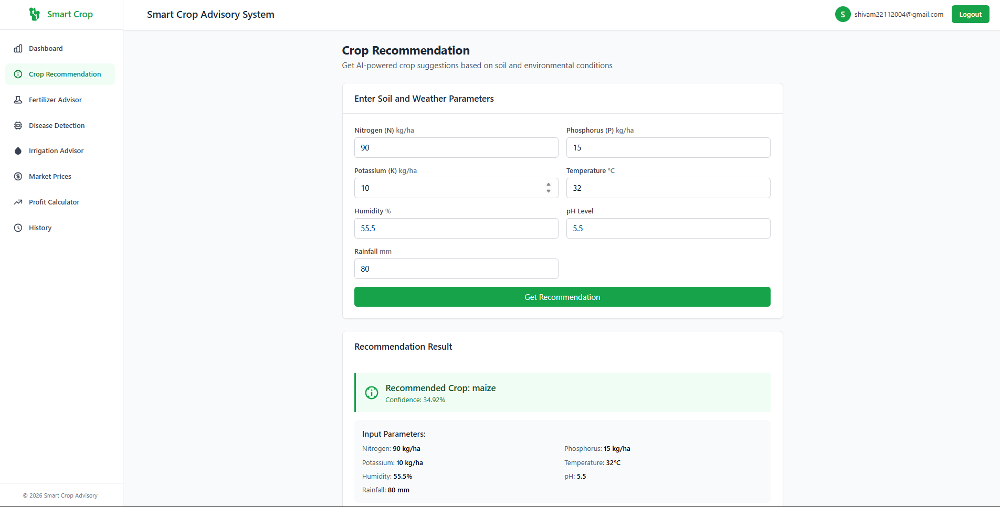 Smart Crop
Smart Crop Advisory System
S
shivam22112004@gmail.com
Logout
Dashboard
Crop Recommendation
Fertilizer Advisor
Disease Detection
Irrigation Advisor
Market Prices
Profit Calculator
History
© 2026 Smart Crop Advisory
Crop Recommendation
Get AI-powered crop suggestions based on soil and environmental conditions
Enter Soil and Weather Parameters
Nitrogen (N) kg/ha
90
Phosphorus (P) kg/ha
15
Potassium (K) kg/ha
10
Temperature °C
32
Humidity %
55.5
pH Level
5.5
Rainfall mm
80
Get Recommendation
Recommendation Result
Recommended Crop: maize
Confidence: 34.92%
Input Parameters:
Nitrogen: 90 kg/ha
Phosphorus: 15 kg/ha
Potassium: 10 kg/ha
Temperature: 32°C
Humidity: 55.5%
pH: 5.5
Rainfall: 80 mm